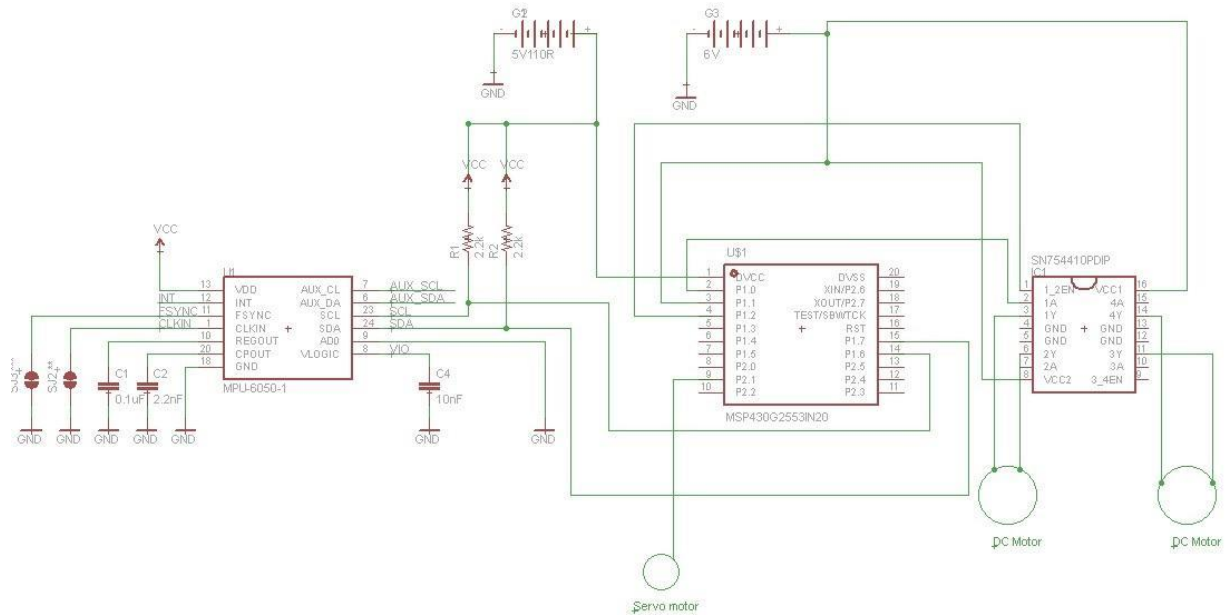 G2
- +
5V110R
GND
G3
- +
6V
GND
VCC
VCC
VCC
R1
2.2k
R2
2.2k
U1
13 VDD AUX_CL 7 AUX_SCL
INT 12 INT AUX_DA 6 AUX_SDA
FSYNC 11 FSYNC SCL 23 SCL
CLKIN 1 CLKIN SDA 24 SDA
10 REGOUT AD0 9
20 CPOUT VLOGIC 8 VIO
18 GND
MPU-6050-1
C1
0.1uF
C2
2.2nF
C4
10nF
GND
GND
GND
GND
GND
GND
GND
U$1
1 DVCC DVSS 20
2 P1.0 XIN/P2.6 19
3 P1.1 XOUT/P2.7 18
4 P1.2 TEST/SBWTCK 17
5 P1.3 RST 16
6 P1.4 P1.7 15
7 P1.5 P1.6 14
8 P2.0 P2.5 13
9 P2.1 P2.4 12
10 P2.2 P2.3 11
MSP430G2553IN20
SN754410PDIP
IC1
1 1_2EN VCC1 16
2 1A 4A 15
3 1Y 4Y 14
4 GND GND 13
5 GND GND 12
6 2Y 3Y 11
7 2A 3A 10
8 VCC2 3_4EN 9
DC Motor
DC Motor
Servo motor